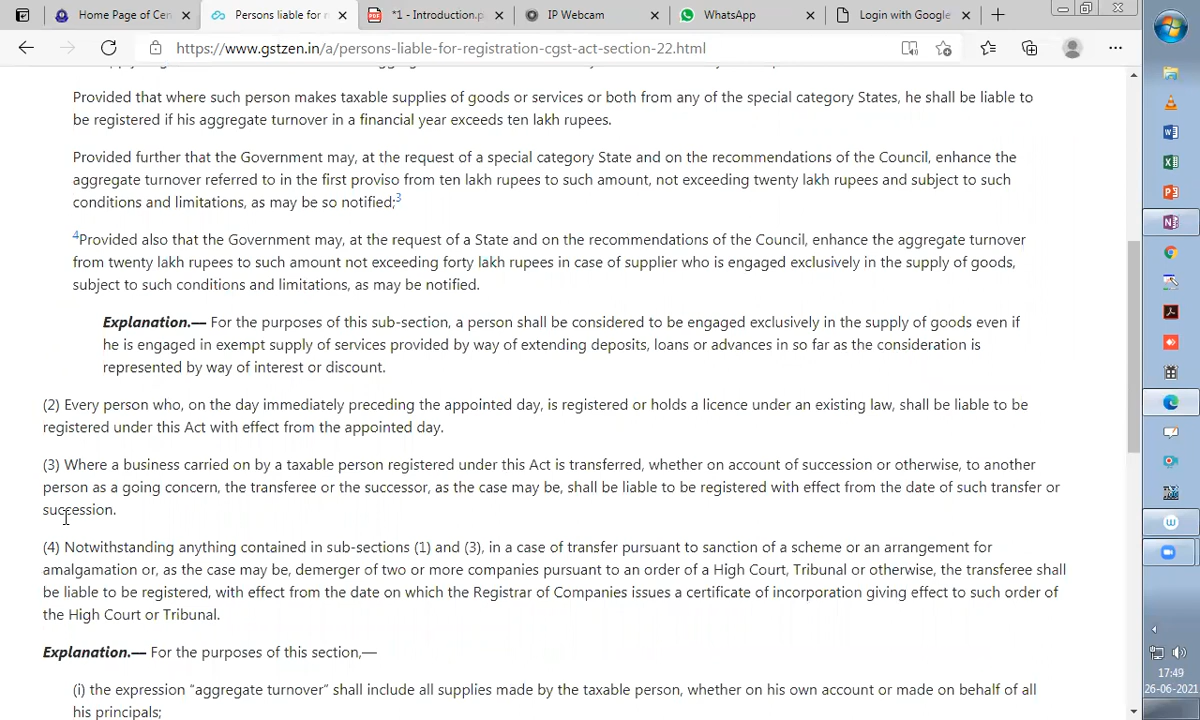 Home Page of Cen
Persons liable for r
*1 - Introduction.p
IP Webcam
WhatsApp
Login with Google
https://www.gstzen.in/a/persons-liable-for-registration-cgst-act-section-22.html
Provided that where such person makes taxable supplies of goods or services or both from any of the special category States, he shall be liable to
be registered if his aggregate turnover in a financial year exceeds ten lakh rupees.
Provided further that the Government may, at the request of a special category State and on the recommendations of the Council, enhance the
aggregate turnover referred to in the first proviso from ten lakh rupees to such amount, not exceeding twenty lakh rupees and subject to such
conditions and limitations, as may be so notified;3
4Provided also that the Government may, at the request of a State and on the recommendations of the Council, enhance the aggregate turnover
from twenty lakh rupees to such amount not exceeding forty lakh rupees in case of supplier who is engaged exclusively in the supply of goods,
subject to such conditions and limitations, as may be notified.
Explanation.— For the purposes of this sub-section, a person shall be considered to be engaged exclusively in the supply of goods even if
he is engaged in exempt supply of services provided by way of extending deposits, loans or advances in so far as the consideration is
represented by way of interest or discount.
(2) Every person who, on the day immediately preceding the appointed day, is registered or holds a licence under an existing law, shall be liable to be
registered under this Act with effect from the appointed day.
(3) Where a business carried on by a taxable person registered under this Act is transferred, whether on account of succession or otherwise, to another
person as a going concern, the transferee or the successor, as the case may be, shall be liable to be registered with effect from the date of such transfer or
succession.
(4) Notwithstanding anything contained in sub-sections (1) and (3), in a case of transfer pursuant to sanction of a scheme or an arrangement for
amalgamation or, as the case may be, demerger of two or more companies pursuant to an order of a High Court, Tribunal or otherwise, the transferee shall
be liable to be registered, with effect from the date on which the Registrar of Companies issues a certificate of incorporation giving effect to such order of
the High Court or Tribunal.
Explanation.— For the purposes of this section,—
(i) the expression “aggregate turnover” shall include all supplies made by the taxable person, whether on his own account or made on behalf of all
his principals;
17:49
26-06-2021